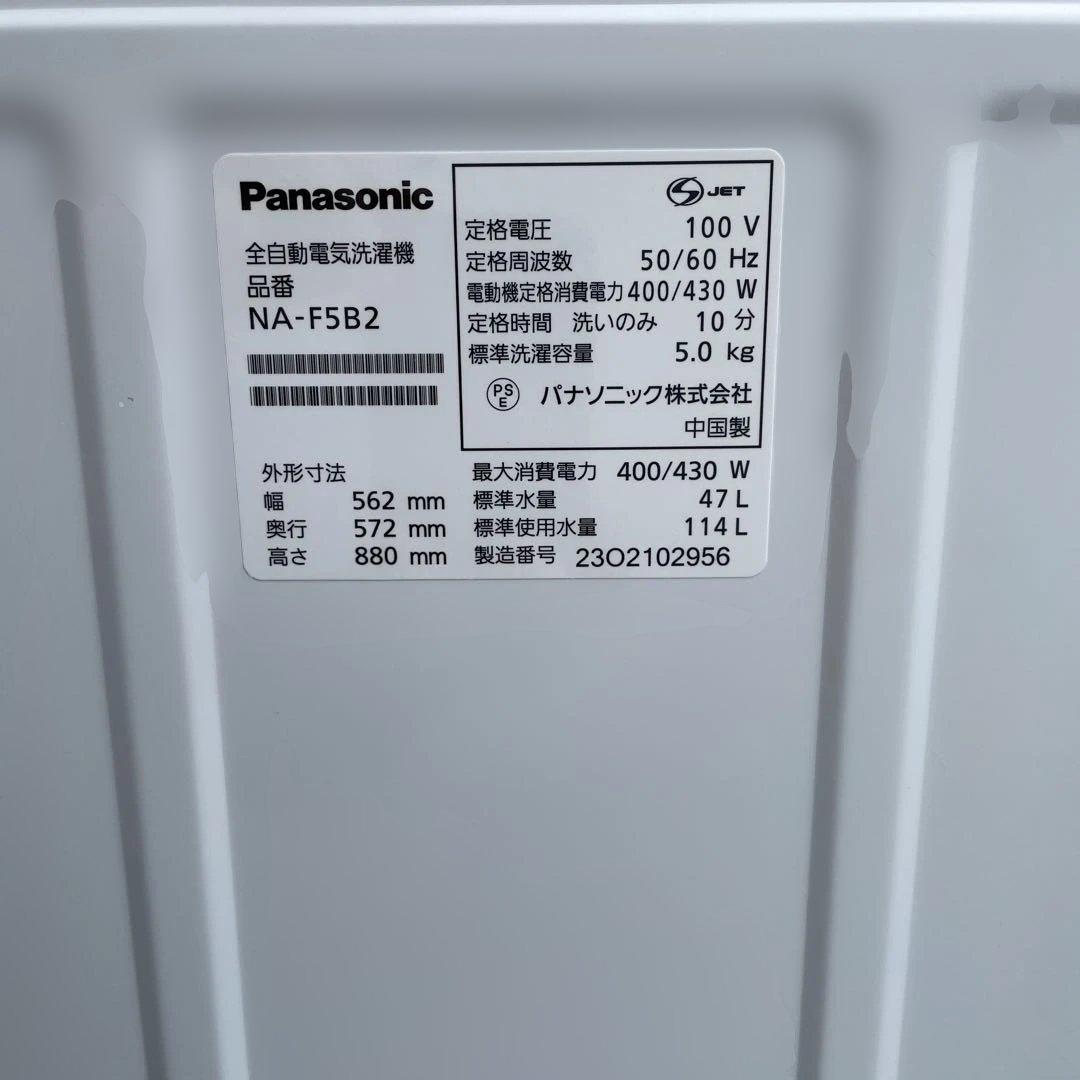 Panasonic
全自動電気洗濯機
品番
NA-F5B2
S JET
定格電圧 100 V
定格周波数 50/60 Hz
電動機定格消費電力 400/430 W
定格時間 洗いのみ 10 分
標準洗濯容量 5.0 kg
PS
E
パナソニック株式会社
中国製
外形寸法
幅 562 mm
奥行 572 mm
高さ 880 mm
最大消費電力 400/430 W
標準水量 47 L
標準使用水量 114 L
製造番号 23O2102956